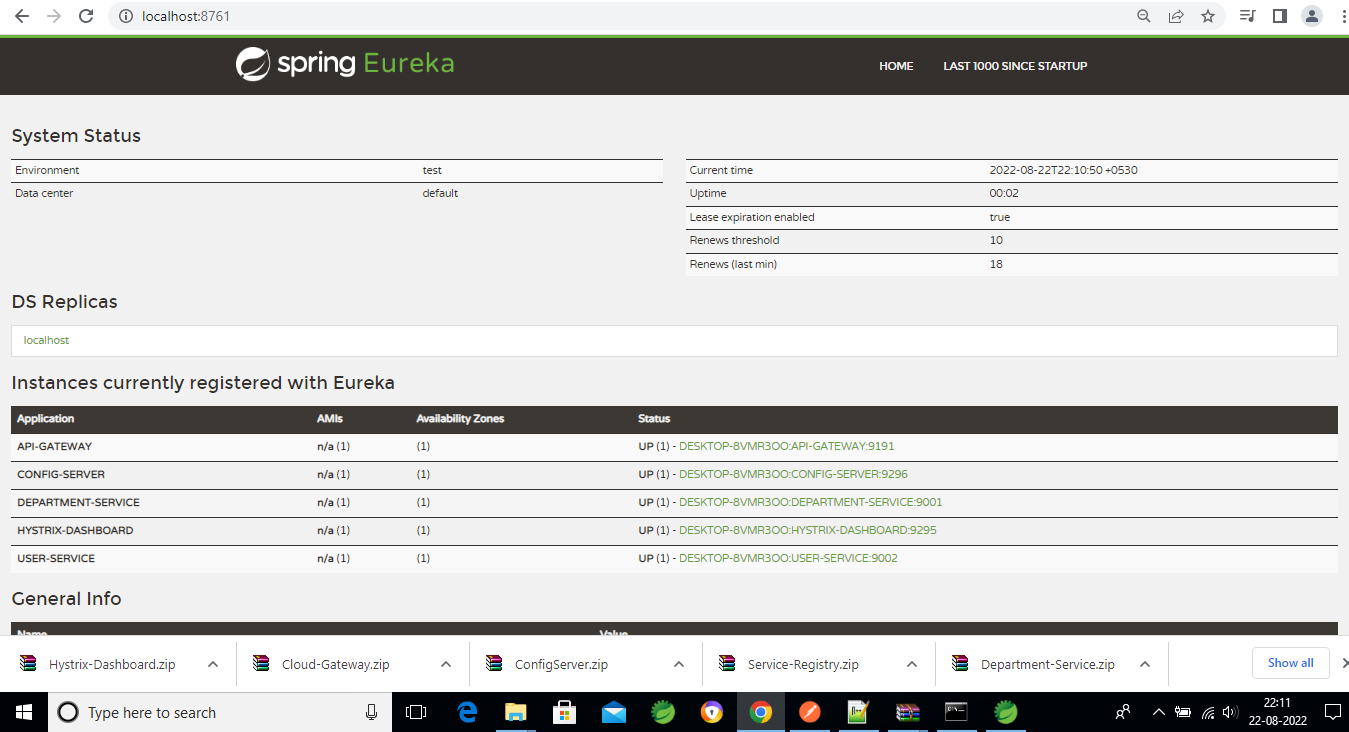 localhost:8761
spring Eureka
HOME LAST 1000 SINCE STARTUP
System Status
Environment test
Data center default
Current time 2022-08-22T22:10:50 +0530
Uptime 00:02
Lease expiration enabled true
Renews threshold 10
Renews (last min) 18
DS Replicas
localhost
Instances currently registered with Eureka
Application AMIs Availability Zones Status
API-GATEWAY n/a (1) (1) UP (1) - DESKTOP-8VMR3OO:API-GATEWAY:9191
CONFIG-SERVER n/a (1) (1) UP (1) - DESKTOP-8VMR3OO:CONFIG-SERVER:9296
DEPARTMENT-SERVICE n/a (1) (1) UP (1) - DESKTOP-8VMR3OO:DEPARTMENT-SERVICE:9001
HYSTRIX-DASHBOARD n/a (1) (1) UP (1) - DESKTOP-8VMR3OO:HYSTRIX-DASHBOARD:9295
USER-SERVICE n/a (1) (1) UP (1) - DESKTOP-8VMR3OO:USER-SERVICE:9002
General Info
Name Value
Hystrix-Dashboard.zip Cloud-Gateway.zip ConfigServer.zip Service-Registry.zip Department-Service.zip Show all
Type here to search
22:11
22-08-2022